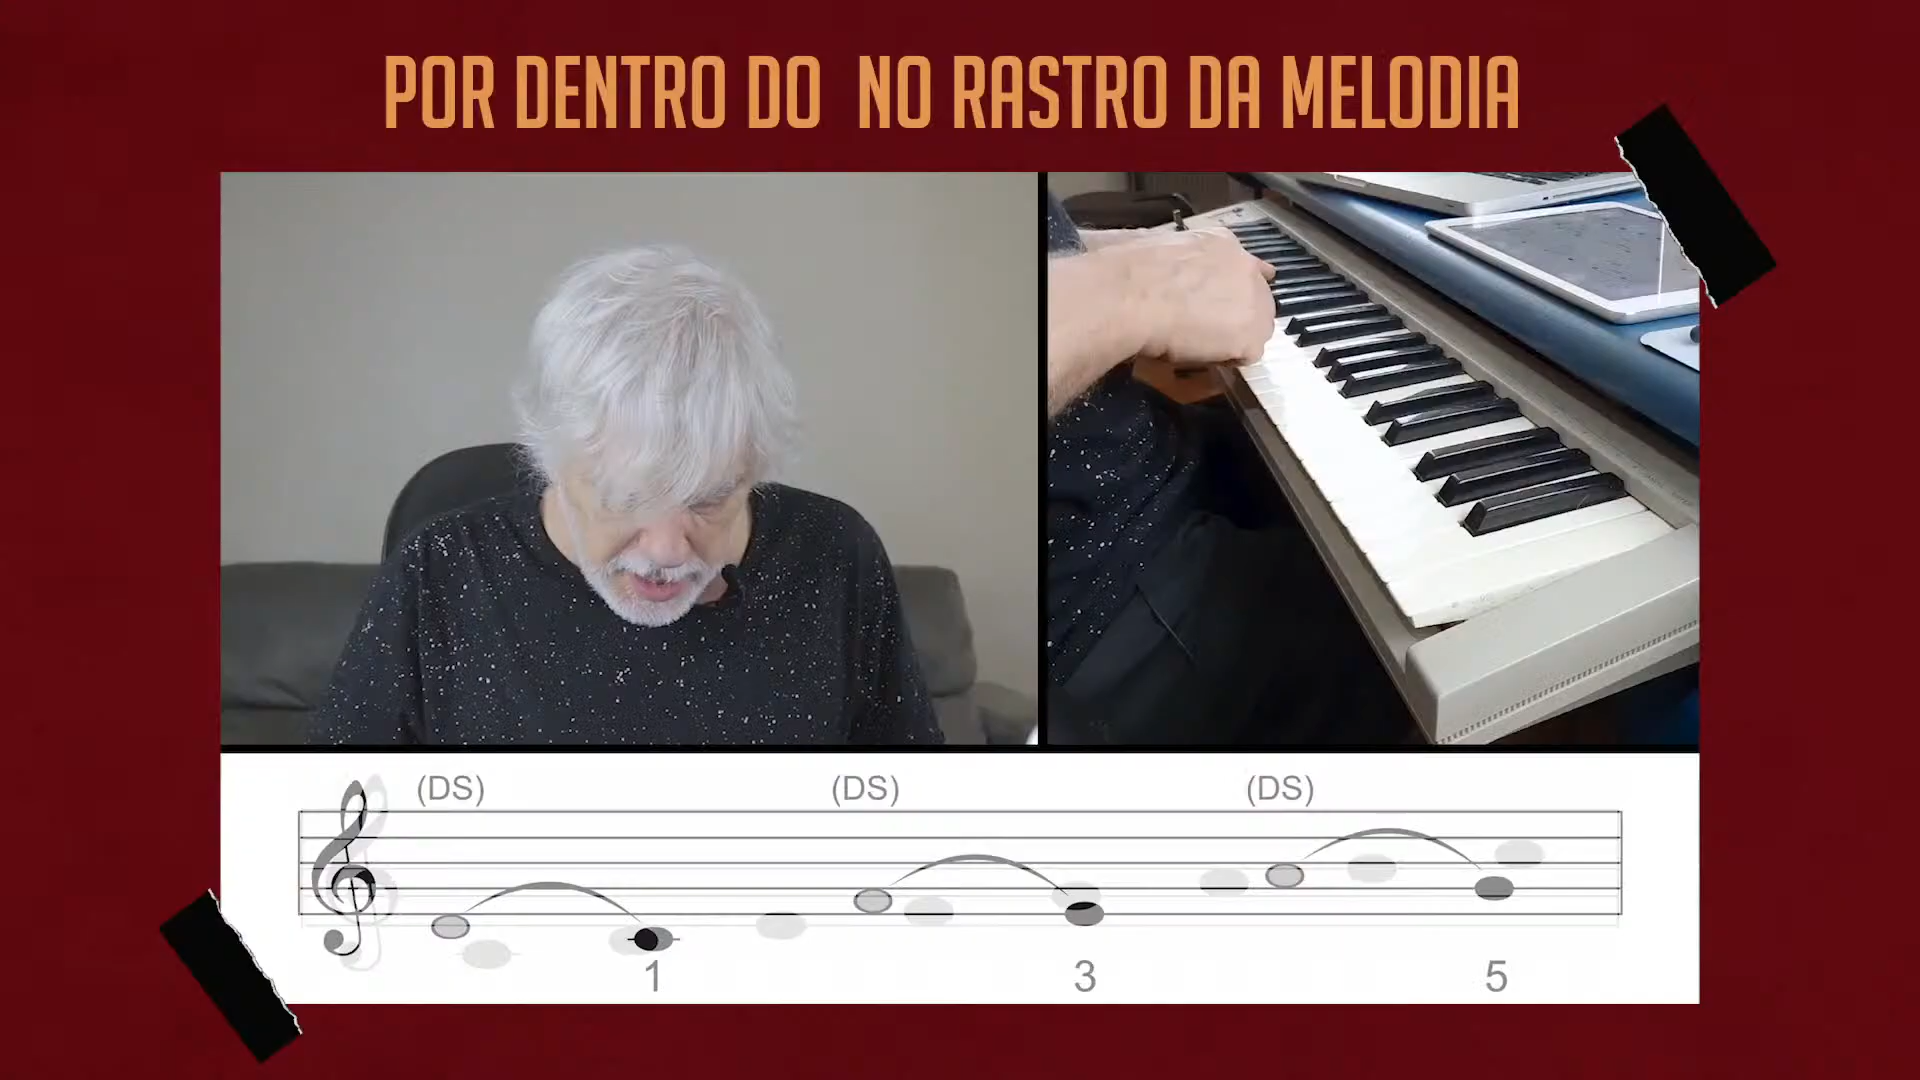 POR DENTRO DO NO RASTRO DA MELODIA
(DS) (DS) (DS)
1 3 5